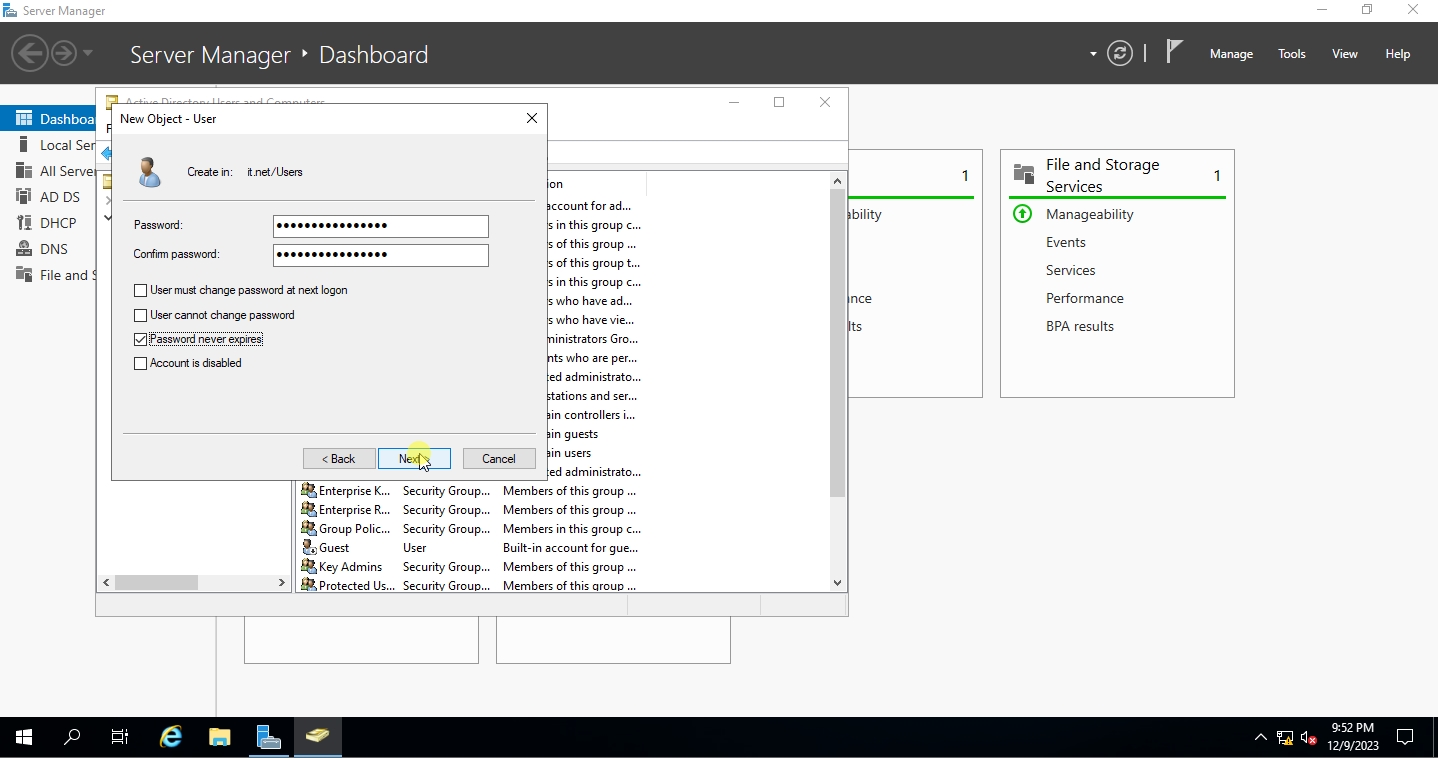 Server Manager
Server Manager ‣ Dashboard
Manage Tools View Help
Dashboa
Local Ser
All Server
AD DS
DHCP
DNS
File and S
Active Directory Users and Computers
New Object - User
Create in: it.net/Users
Password: ••••••••••••••••
Confirm password: ••••••••••••••••
User must change password at next logon
User cannot change password
Password never expires
Account is disabled
< Back
Next >
Cancel
ion
account for ad...
s in this group c...
s of this group ...
s of this group t...
s in this group c...
s who have ad...
s who have vie...
ministrators Gro...
nts who are per...
ted administrato...
stations and ser...
ain controllers i...
ain guests
ain users
ted administrato...
Enterprise K... Security Group... Members of this group ...
Enterprise R... Security Group... Members of this group ...
Group Polic... Security Group... Members in this group c...
Guest User Built-in account for gue...
Key Admins Security Group... Members of this group ...
Protected Us... Security Group... Members of this group ...
1
ability
nce
lts
File and Storage
Services
1
Manageability
Events
Services
Performance
BPA results
9:52 PM
12/9/2023